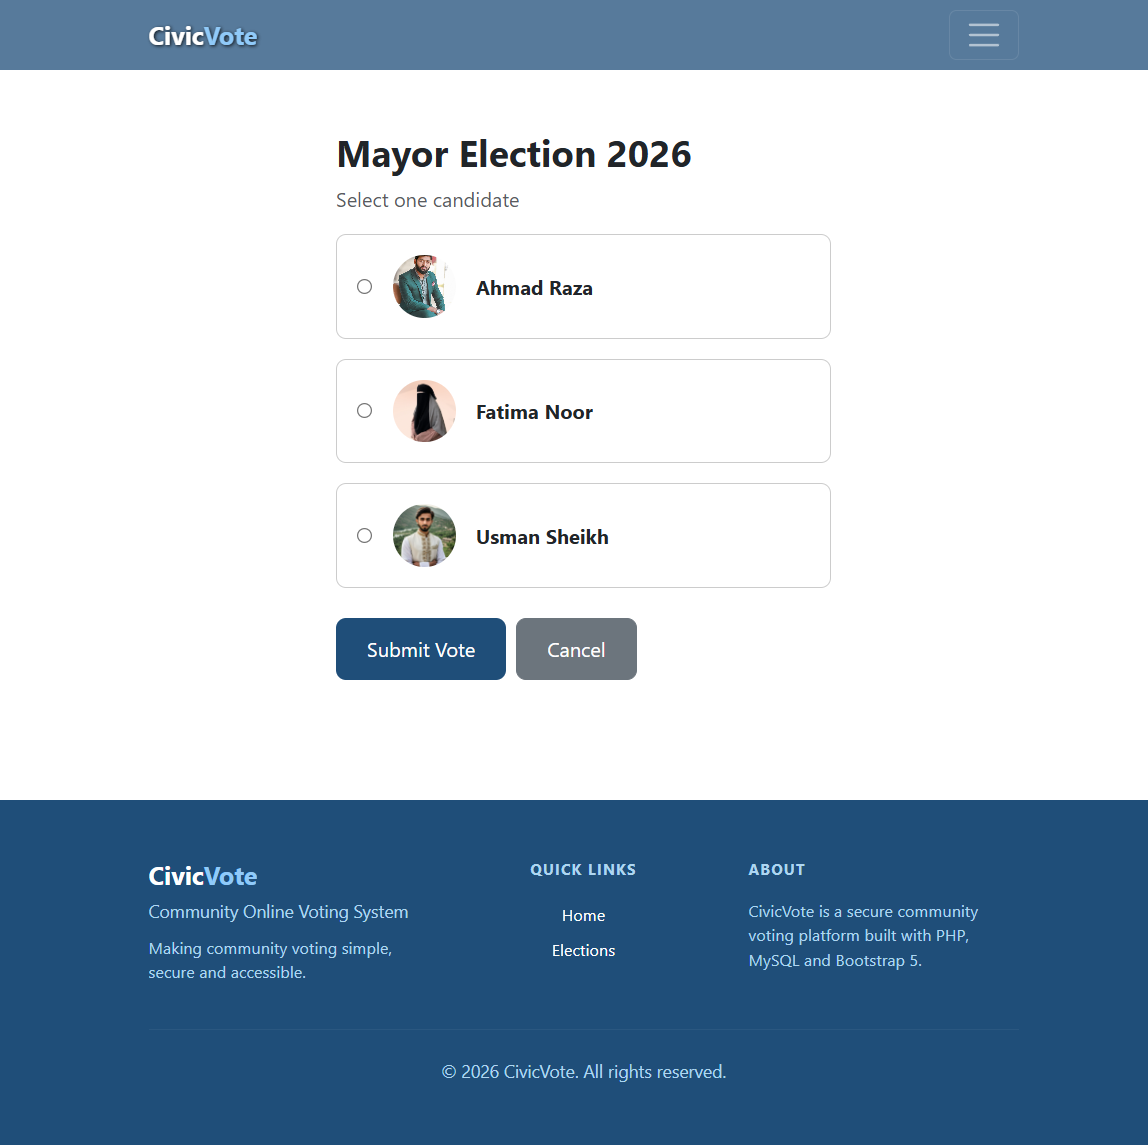 CivicVote
Mayor Election 2026
Select one candidate
Ahmad Raza
Fatima Noor
Usman Sheikh
Submit Vote
Cancel
CivicVote
Community Online Voting System
Making community voting simple,
secure and accessible.
QUICK LINKS
Home
Elections
ABOUT
CivicVote is a secure community
voting platform built with PHP,
MySQL and Bootstrap 5.
© 2026 CivicVote. All rights reserved.